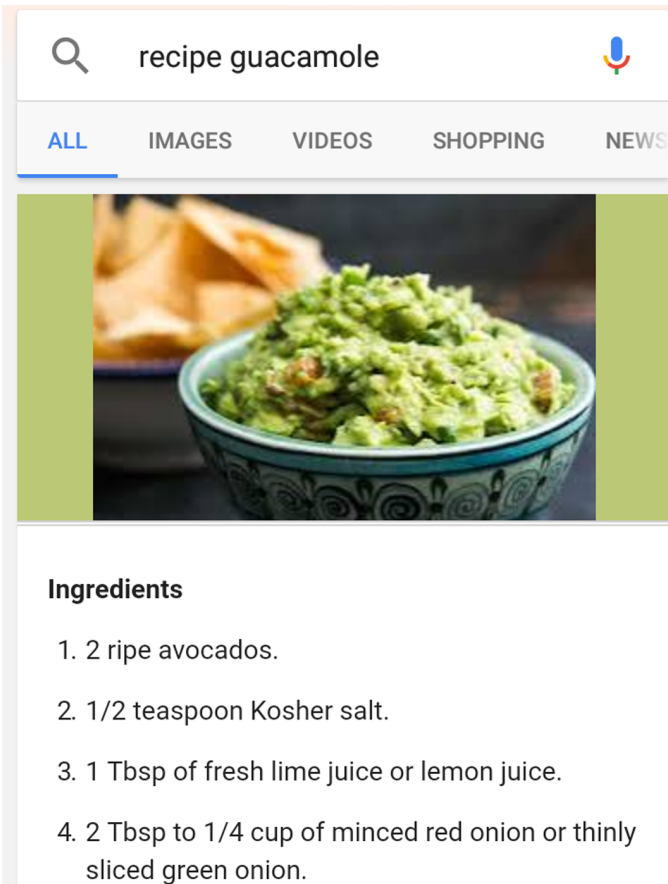 recipe guacamole
ALL IMAGES VIDEOS SHOPPING NEWS
Ingredients
1. 2 ripe avocados.
2. 1/2 teaspoon Kosher salt.
3. 1 Tbsp of fresh lime juice or lemon juice.
4. 2 Tbsp to 1/4 cup of minced red onion or thinly
sliced green onion.